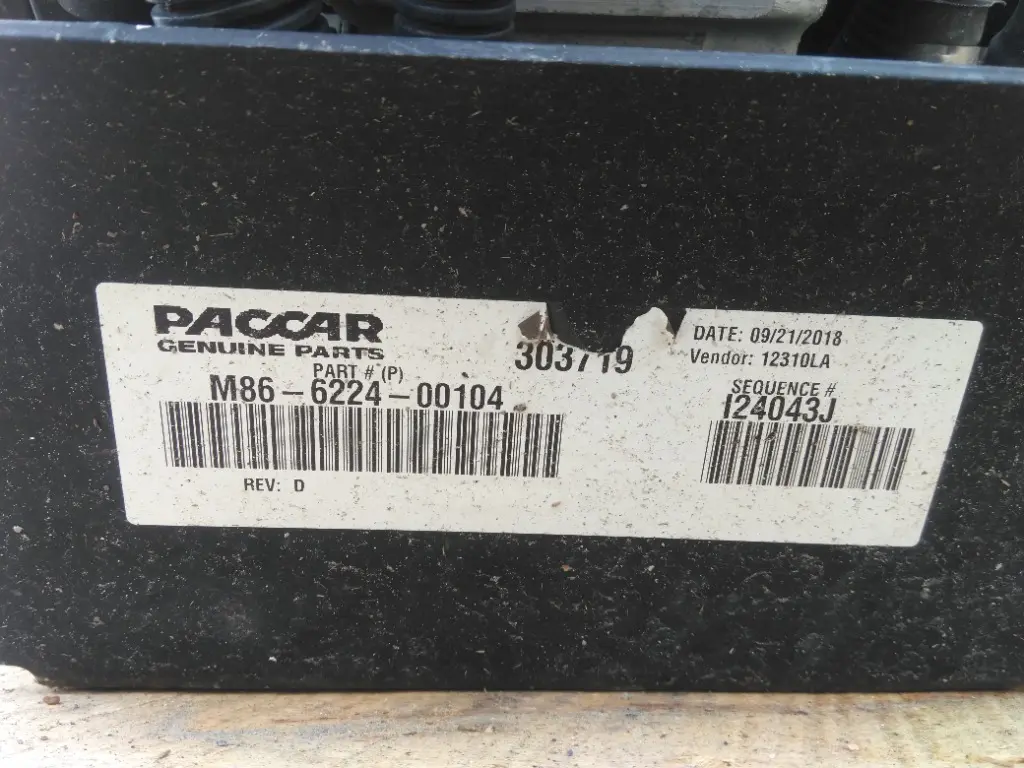 PACCAR
GENUINE PARTS
PART # (P)
M86-6224-00104
REV: D
303719
DATE: 09/21/2018
Vendor: 12310LA
SEQUENCE #
I24043J